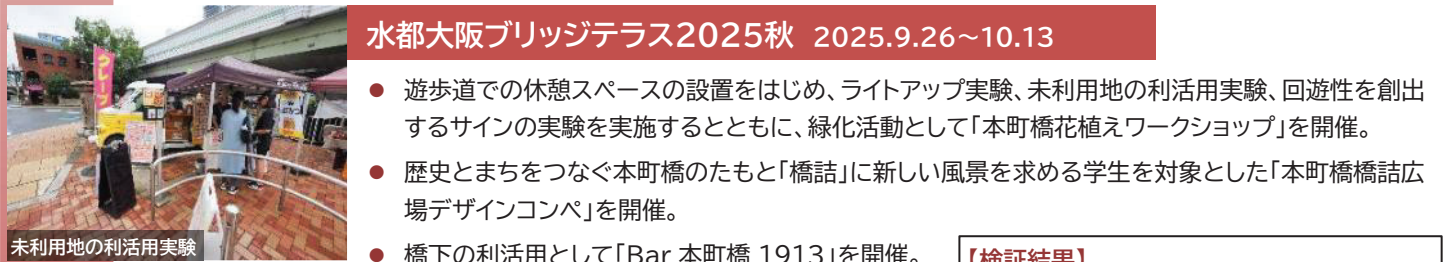 水都大阪ブリッジテラス2025秋 2025.9.26～10.13
● 遊歩道での休憩スペースの設置をはじめ、ライトアップ実験、未利用地の利活用実験、回遊性を創出
するサインの実験を実施するとともに、緑化活動として「本町橋花植えワークショップ」を開催。
● 歴史とまちをつなぐ本町橋のたもと「橋詰」に新しい風景を求める学生を対象とした「本町橋橋詰広
場デザインコンペ」を開催。
● 橋下の利活用として「Bar 本町橋 1913」を開催。
【検証結果】
クレープ
未利用地の利活用実験